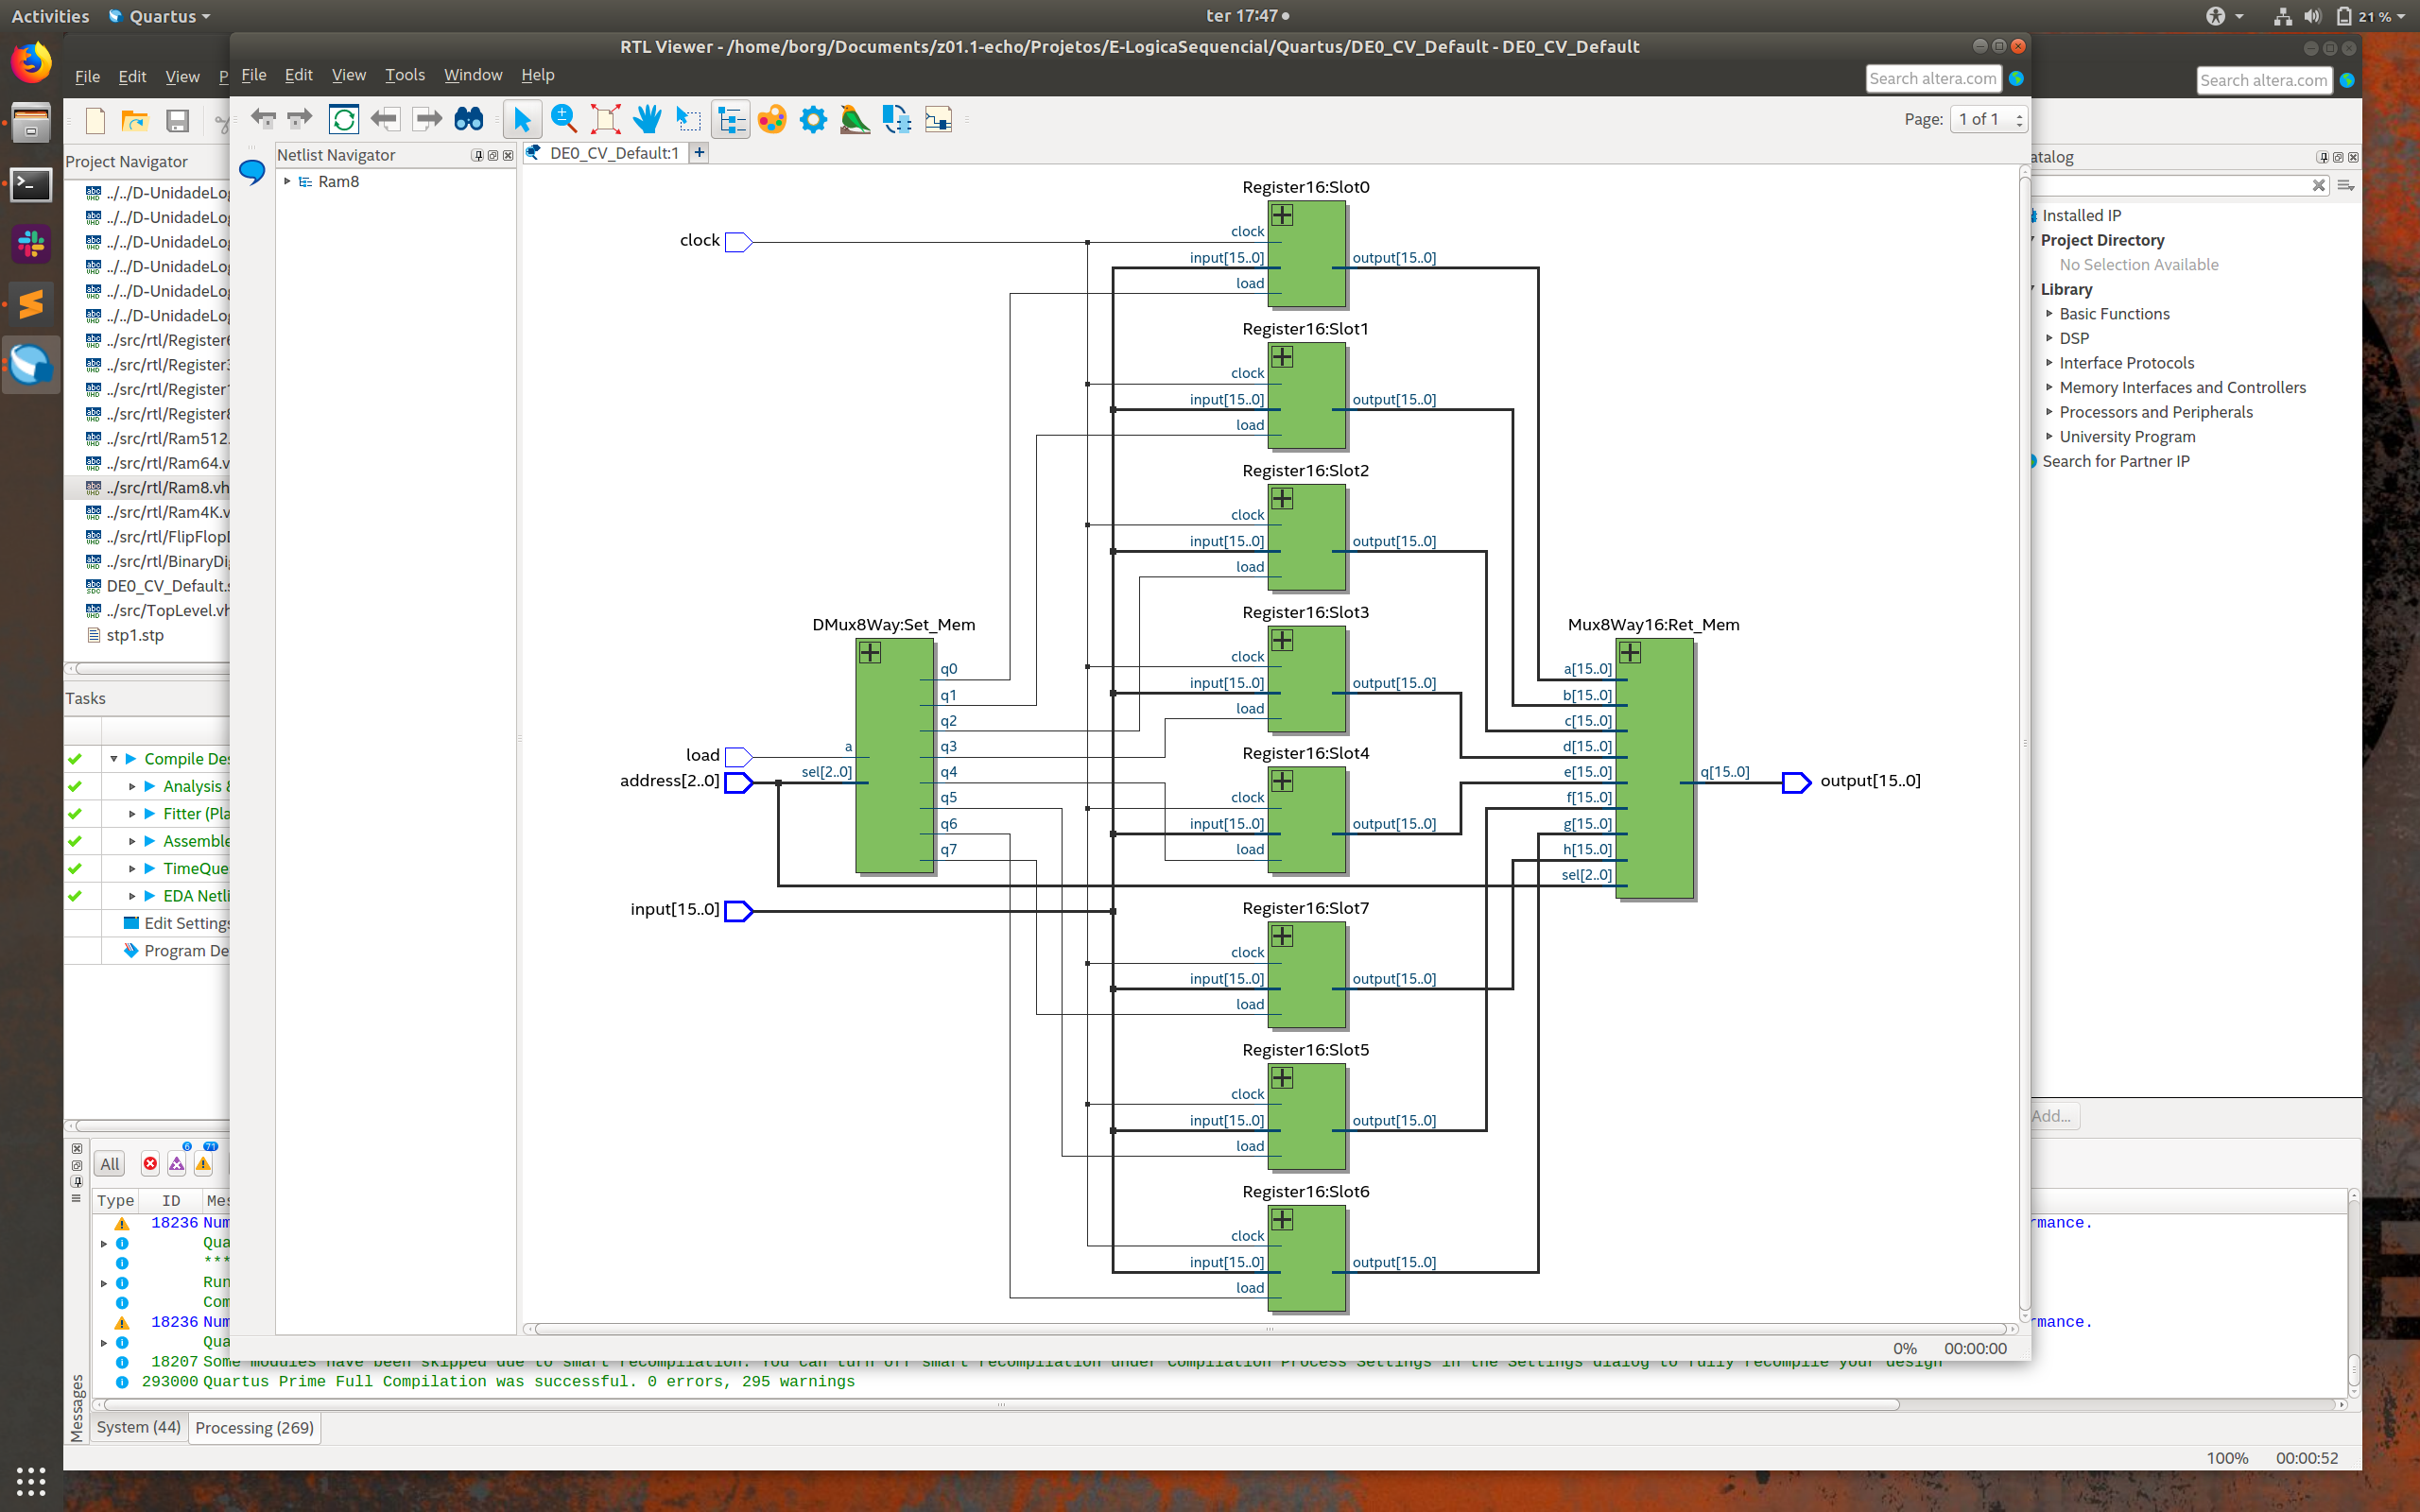 Activities
Quartus
ter 17:47
21 %
RTL Viewer - /home/borg/Documents/z01.1-echo/Projetos/E-LogicaSequencial/Quartus/DE0_CV_Default - DE0_CV_Default
File Edit View P
File Edit View Tools Window Help
Search altera.com
Search altera.com
Page: 1 of 1
Project Navigator
../../D-UnidadeLog
../../D-UnidadeLog
../../D-UnidadeLog
../../D-UnidadeLog
../../D-UnidadeLog
../../D-UnidadeLog
../src/rtl/Register6
../src/rtl/Register3
../src/rtl/Register1
../src/rtl/Register8
../src/rtl/Ram512.
../src/rtl/Ram64.v
../src/rtl/Ram8.vh
../src/rtl/Ram4K.v
../src/rtl/FlipFlopD
../src/rtl/BinaryDig
DE0_CV_Default.s
../src/TopLevel.vh
stp1.stp
Tasks
Compile Des
Analysis &
Fitter (Pla
Assemble
TimeQue
EDA Netli
Edit Settings
Program De
Netlist Navigator
Ram8
DE0_CV_Default:1
clock
load
address[2..0]
input[15..0]
DMux8Way:Set_Mem
a
sel[2..0]
q0
q1
q2
q3
q4
q5
q6
q7
Register16:Slot0
clock
input[15..0]
load
output[15..0]
Register16:Slot1
clock
input[15..0]
load
output[15..0]
Register16:Slot2
clock
input[15..0]
load
output[15..0]
Register16:Slot3
clock
input[15..0]
load
output[15..0]
Register16:Slot4
clock
input[15..0]
load
output[15..0]
Register16:Slot7
clock
input[15..0]
load
output[15..0]
Register16:Slot5
clock
input[15..0]
load
output[15..0]
Register16:Slot6
clock
input[15..0]
load
output[15..0]
Mux8Way16:Ret_Mem
a[15..0]
b[15..0]
c[15..0]
d[15..0]
e[15..0]
f[15..0]
g[15..0]
h[15..0]
sel[2..0]
q[15..0]
output[15..0]
0% 00:00:00
atalog
Installed IP
Project Directory
No Selection Available
Library
Basic Functions
DSP
Interface Protocols
Memory Interfaces and Controllers
Processors and Peripherals
University Program
Search for Partner IP
Add...
All
6
71
Type ID Mes
18236 Num
rmance.
Qua
***
Run
Com
18236 Num
rmance.
Qua
18207 Some modules have been skipped due to smart recompilation. You can turn off smart recompilation under Compilation Process Settings in the Settings dialog to fully recompile your design
293000 Quartus Prime Full Compilation was successful. 0 errors, 295 warnings
Messages
System (44)
Processing (269)
100% 00:00:52